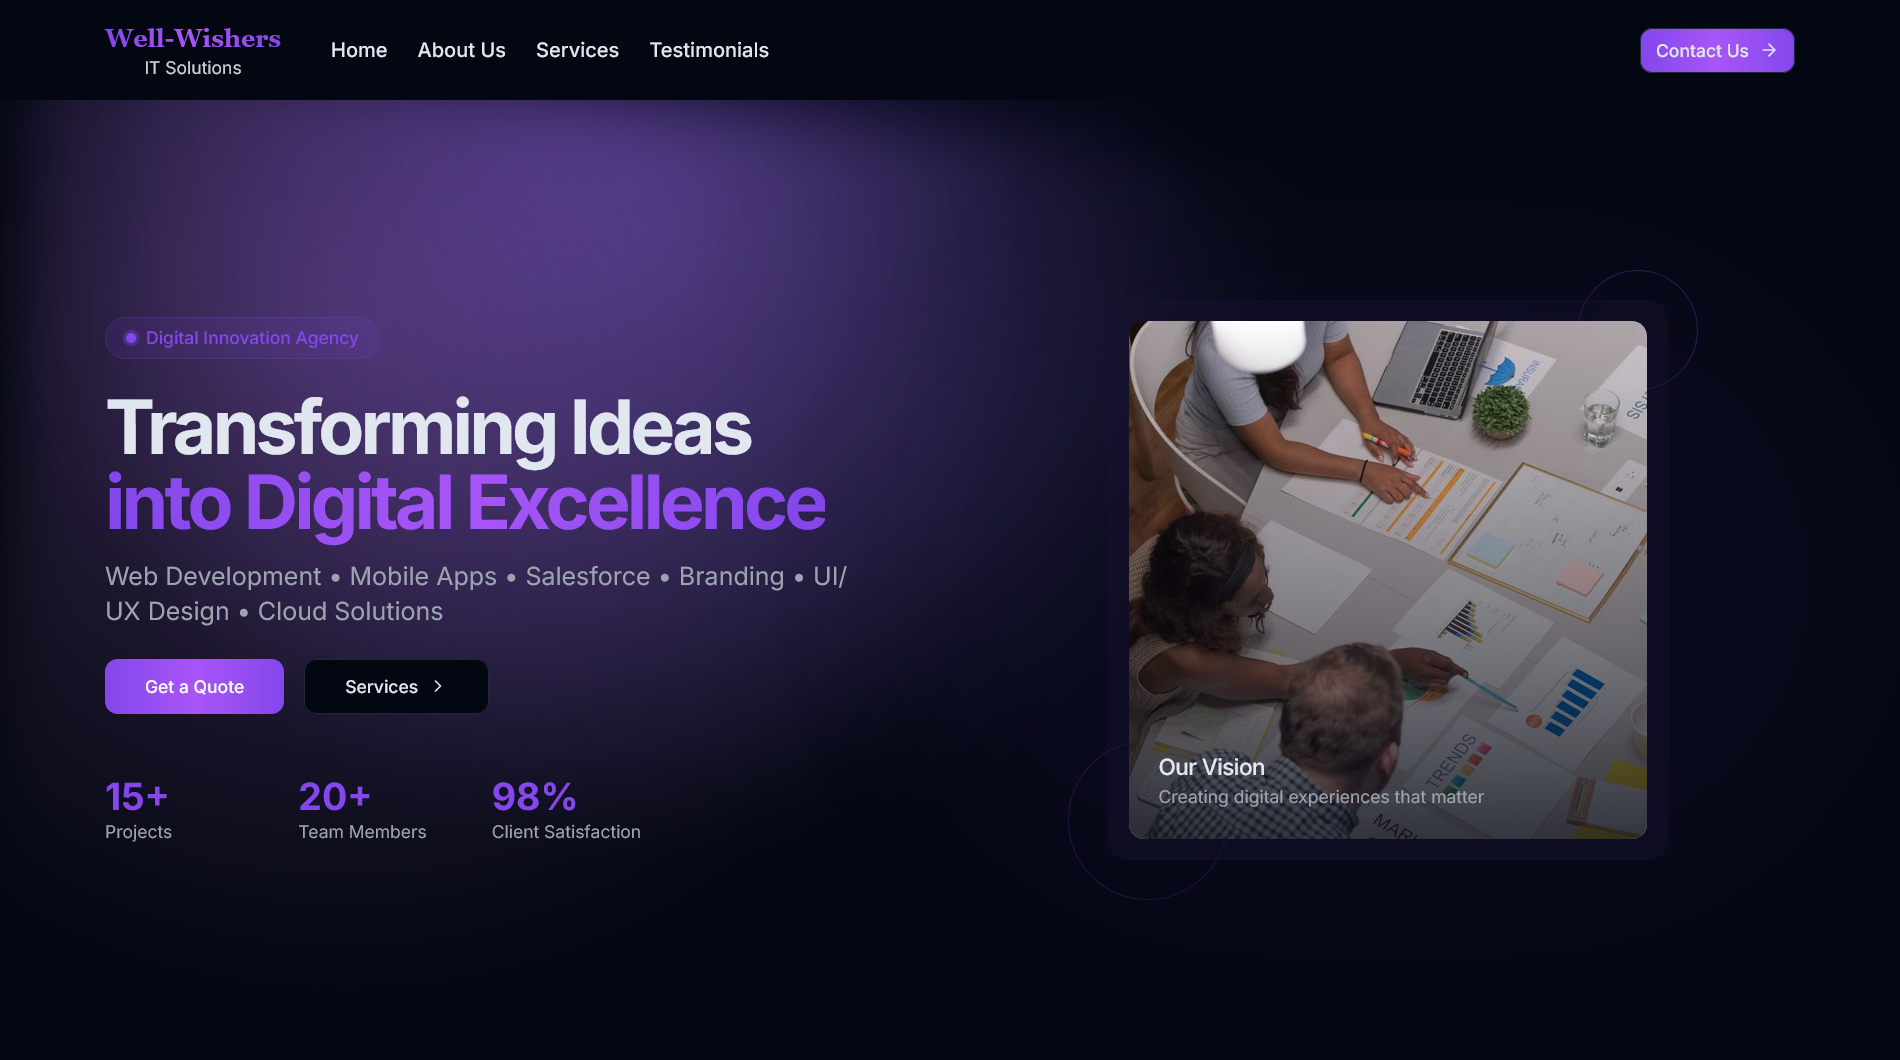 Well-Wishers
IT Solutions
Home
About Us
Services
Testimonials
Contact Us
Digital Innovation Agency
Transforming Ideas
into Digital Excellence
Web Development • Mobile Apps • Salesforce • Branding • UI/
UX Design • Cloud Solutions
Get a Quote
Services
15+
Projects
20+
Team Members
98%
Client Satisfaction
TRENDS
Our Vision
Creating digital experiences that matter